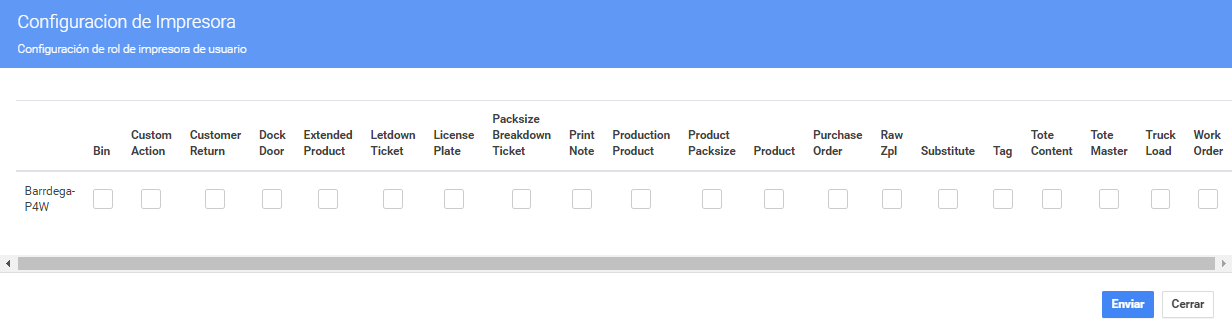 Configuracion de Impresora
Configuración de rol de impresora de usuario
Bin
Custom
Action
Customer
Return
Dock
Door
Extended
Product
Letdown
Ticket
License
Plate
Packsize
Breakdown
Ticket
Print
Note
Production
Product
Product
Packsize
Product
Purchase
Order
Raw
Zpl
Substitute
Tag
Tote
Content
Tote
Master
Truck
Load
Work
Order
Barrdega-
P4W
Enviar
Cerrar